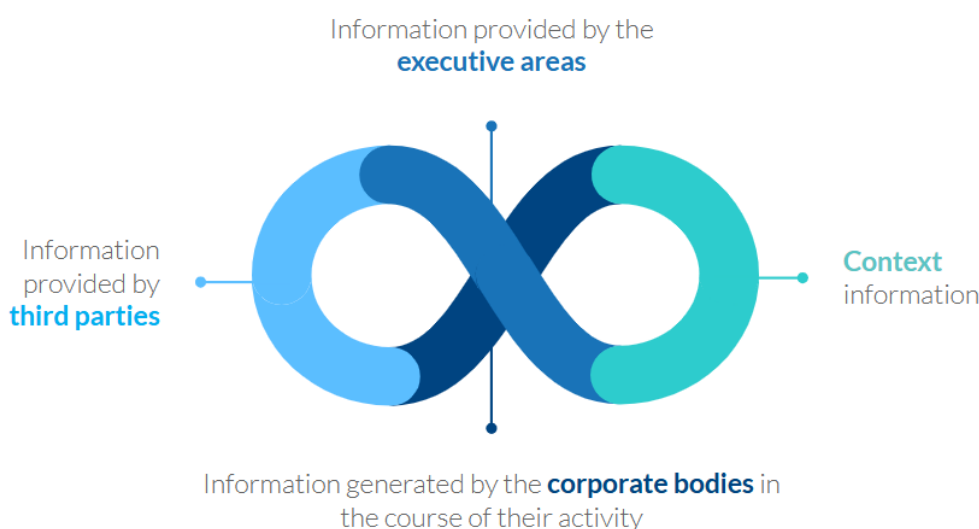 Information provided by the
executive areas
Information
provided by
third parties
Context
information
Information generated by the corporate bodies in
the course of their activity